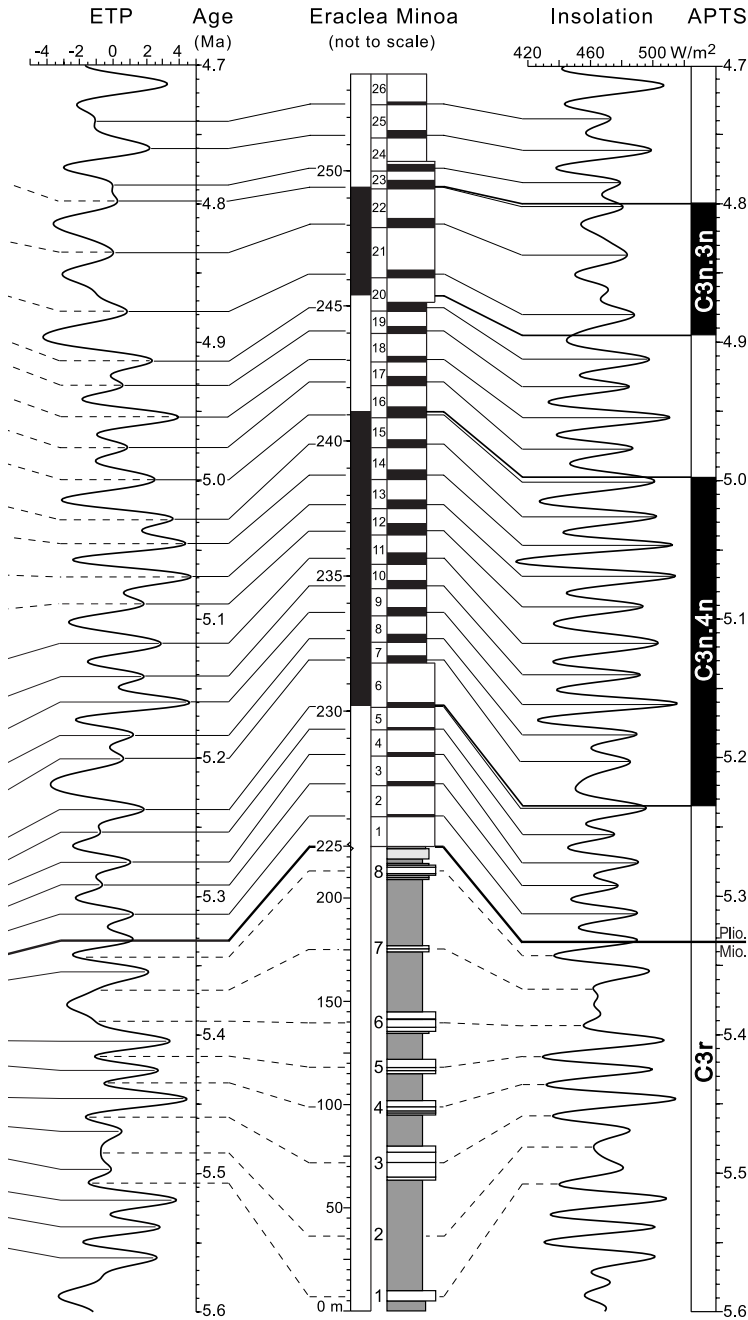 ETP Age Eraclea Minoa Insolation APTS
(Ma) (not to scale)
-4 -2 0 2 4 420 460 500 W/m²
4.7 4.7
26
25
24
250
23
4.8 22 4.8
C3n.3n
21
20
245
19
4.9 4.9
18
17
16
240
15
5.0 14 5.0
13
12
11
235 10
9
5.1 8 5.1
C3n.4n
7
6
230
5
5.2 4 5.2
3
2
1
225
8
5.3 200 5.3
Plio.
Mio.
7
150
6
5.4 5.4
C3r
5
100 4
3
5.5 5.5
50
2
1
5.6 0 m 5.6